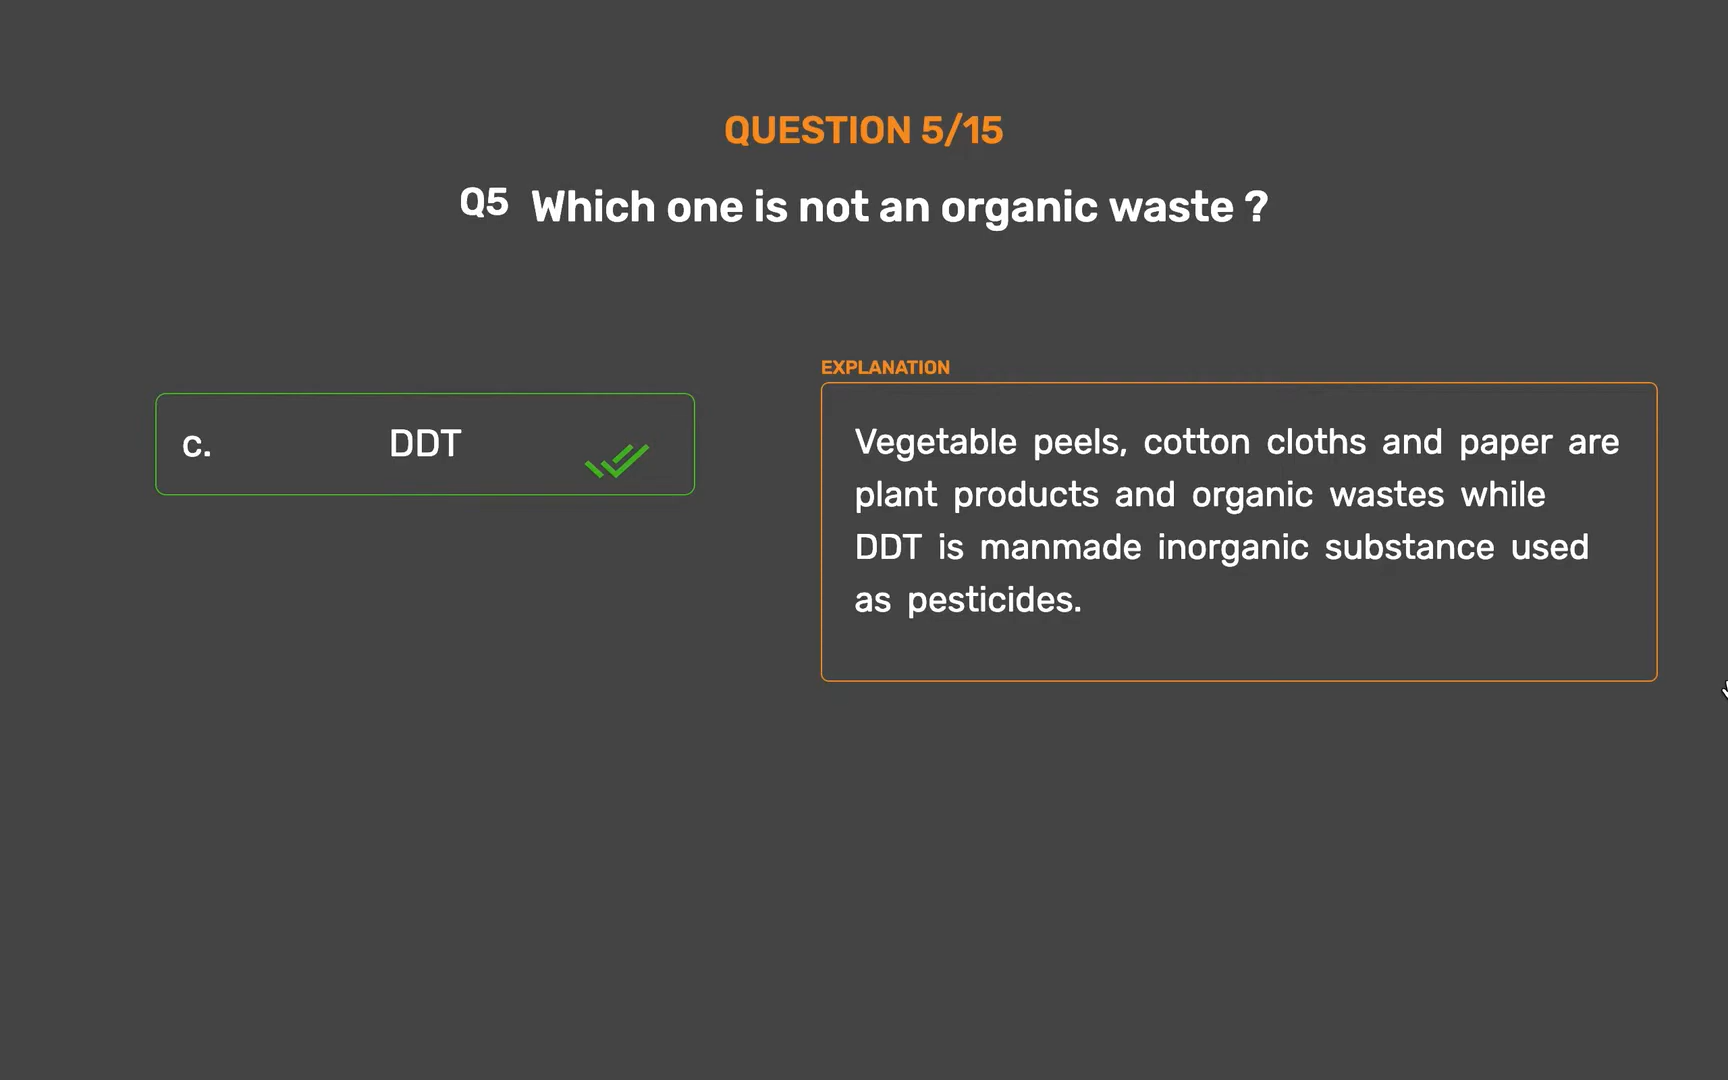 QUESTION 5/15
Q5 Which one is not an organic waste ?
c. DDT
EXPLANATION
Vegetable peels, cotton cloths and paper are
plant products and organic wastes while
DDT is manmade inorganic substance used
as pesticides.